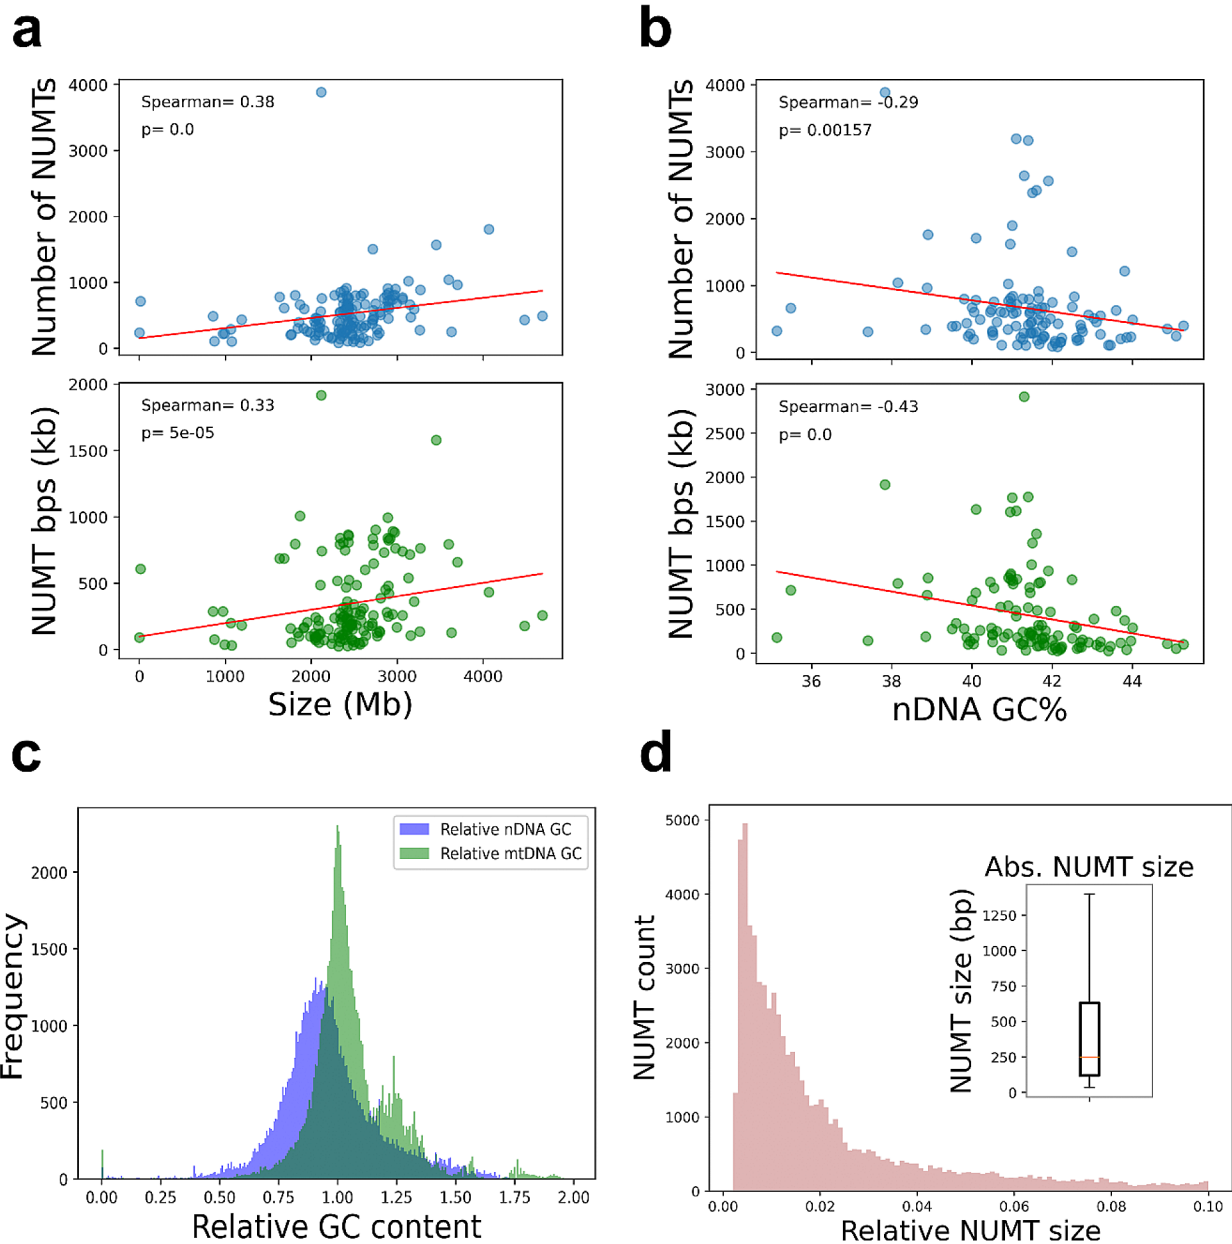 a
Number of NUMTs
4000
3000
2000
1000
0
Spearman= 0.38
p= 0.0
NUMT bps (kb)
2000
1500
1000
500
0
Spearman= 0.33
p= 5e-05
0 1000 2000 3000 4000
Size (Mb)
b
Number of NUMTs
4000
3000
2000
1000
0
Spearman= -0.29
p= 0.00157
NUMT bps (kb)
3000
2500
2000
1500
1000
500
0
Spearman= -0.43
p= 0.0
36 38 40 42 44
nDNA GC%
c
Frequency
2000
1500
1000
500
0
Relative nDNA GC
Relative mtDNA GC
0.00 0.25 0.50 0.75 1.00 1.25 1.50 1.75 2.00
Relative GC content
d
NUMT count
5000
4000
3000
2000
1000
0
Abs. NUMT size
NUMT size (bp)
1250
1000
750
500
250
0
0.00 0.02 0.04 0.06 0.08 0.10
Relative NUMT size